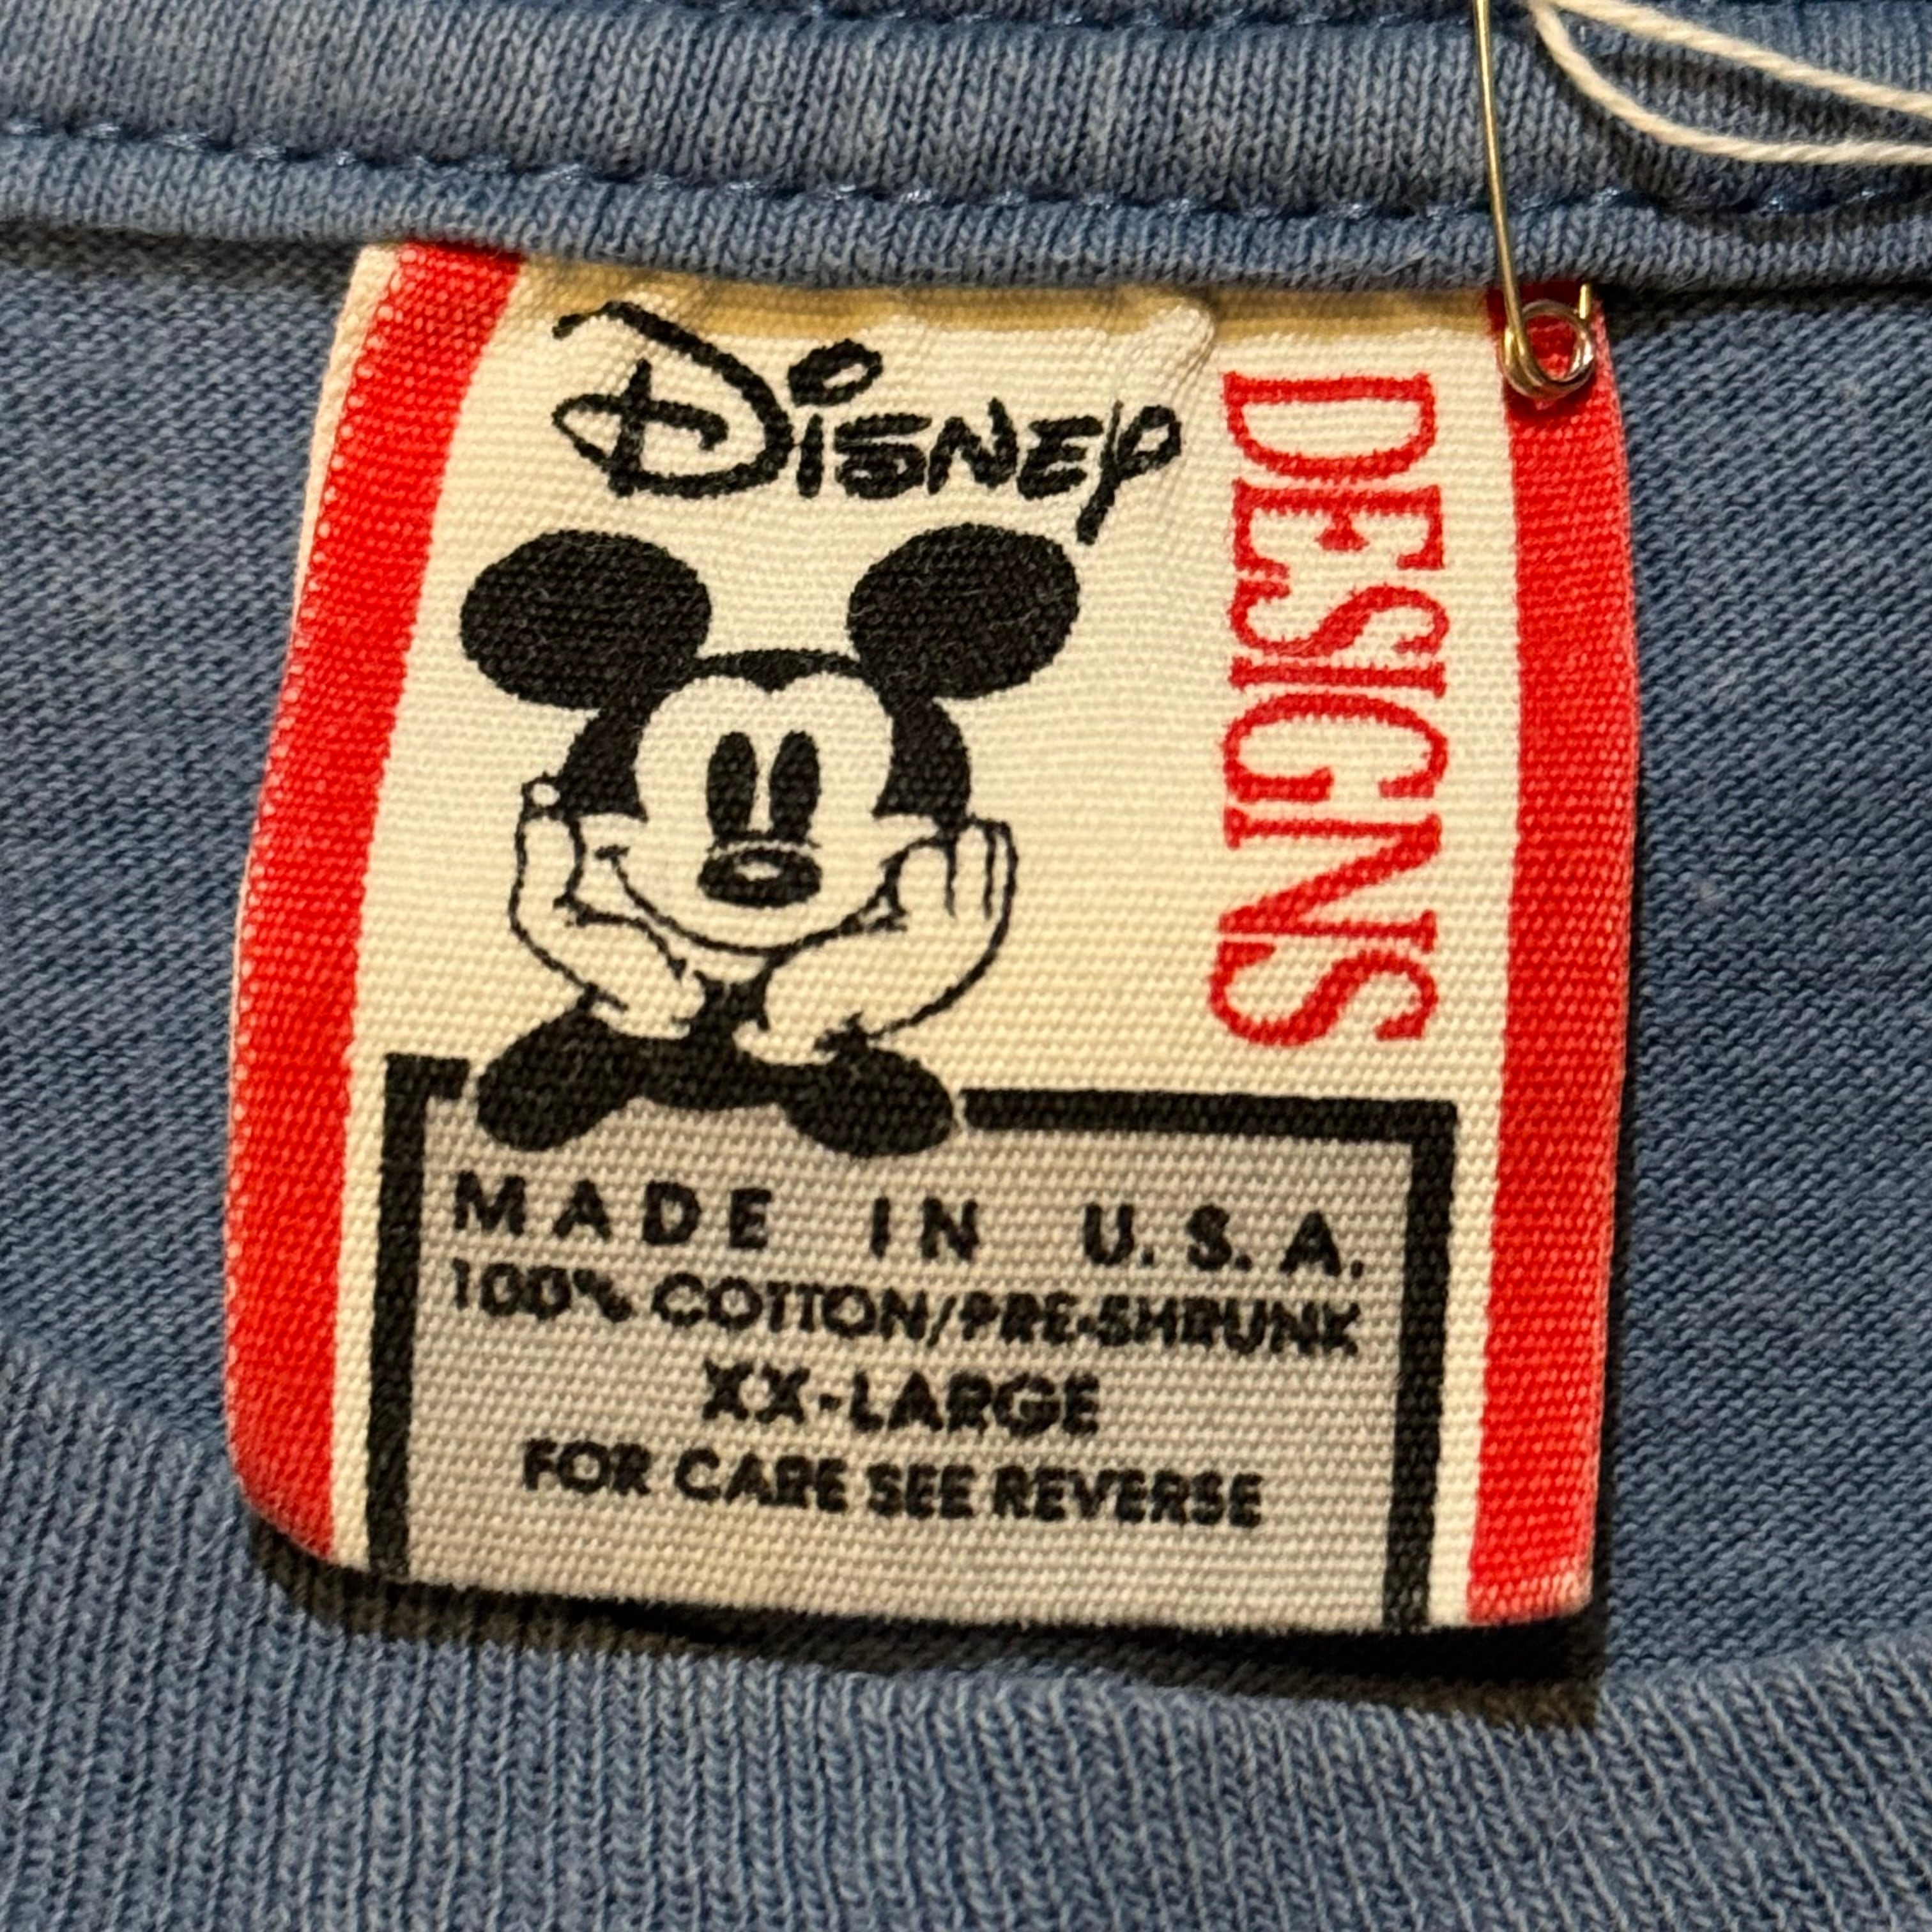 Disney
DESIGNS
MADE IN U.S.A.
100% COTTON/PRE-SHRUNK
XX-LARGE
FOR CARE SEE REVERSE